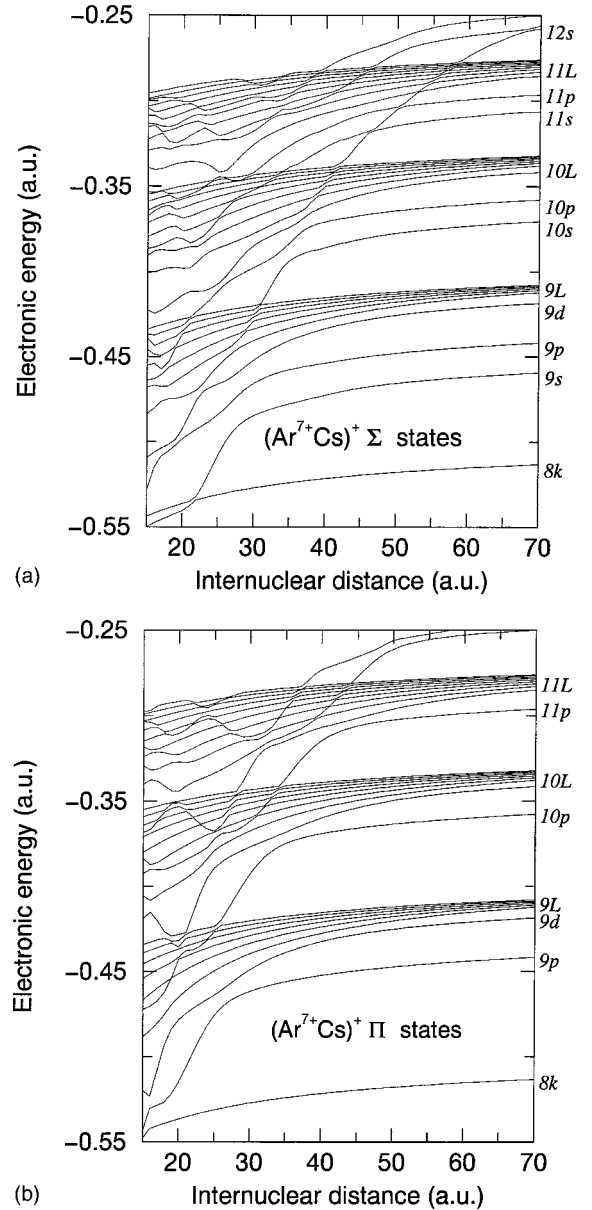 −0.25
−0.35
−0.45
−0.55
Electronic energy (a.u.)
12s
11L
11p
11s
10L
10p
10s
9L
9d
9p
9s
8k
(Ar⁷⁺Cs)⁺ Σ states
20 30 40 50 60 70
(a)
Internuclear distance (a.u.)
−0.25
−0.35
−0.45
−0.55
Electronic energy (a.u.)
11L
11p
10L
10p
9L
9d
9p
8k
(Ar⁷⁺Cs)⁺ Π states
20 30 40 50 60 70
(b)
Internuclear distance (a.u.)